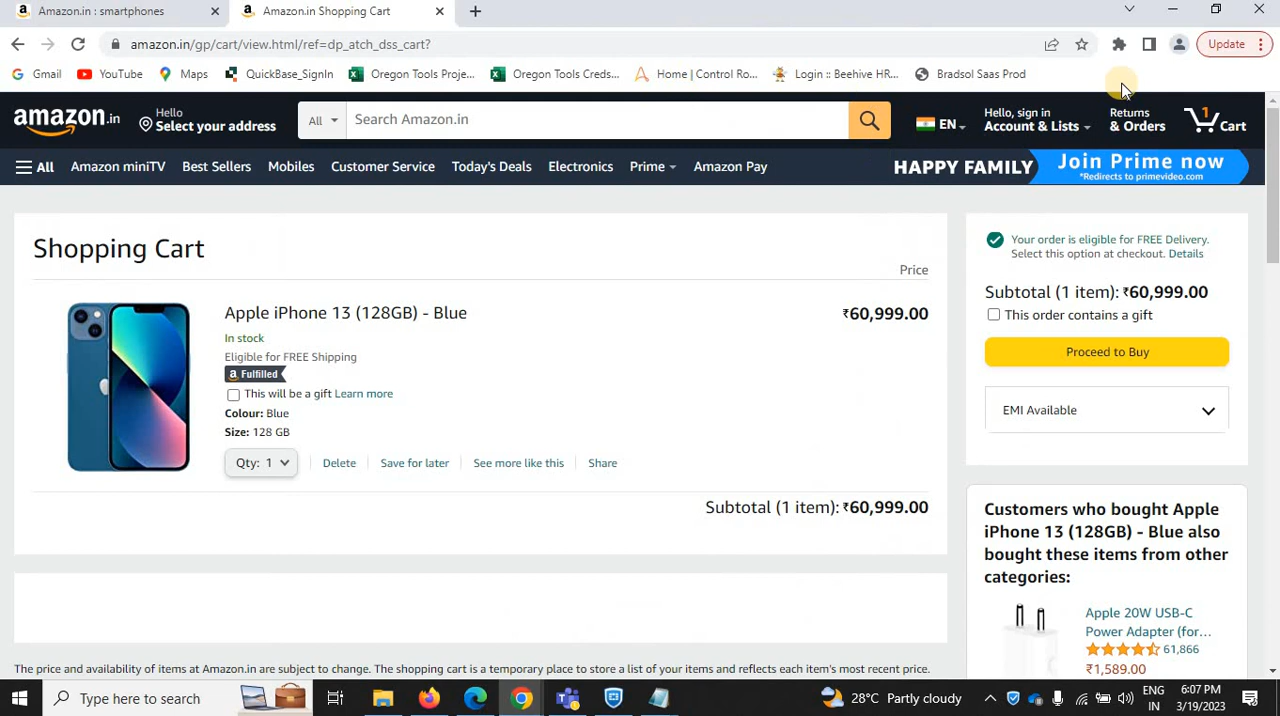 Amazon.in : smartphones
Amazon.in Shopping Cart
amazon.in/gp/cart/view.html/ref=dp_atch_dss_cart?
Update
Gmail
YouTube
Maps
QuickBase_SignIn
Oregon Tools Proje...
Oregon Tools Creds...
Home | Control Ro...
Login :: Beehive HR...
Bradsol Saas Prod
amazon.in
Hello
Select your address
All
Search Amazon.in
EN
Hello, sign in
Account & Lists
Returns
& Orders
1
Cart
All
Amazon miniTV
Best Sellers
Mobiles
Customer Service
Today's Deals
Electronics
Prime
Amazon Pay
HAPPY FAMILY
Join Prime now
*Redirects to primevideo.com
Shopping Cart
Price
Apple iPhone 13 (128GB) - Blue
₹60,999.00
In stock
Eligible for FREE Shipping
a Fulfilled
This will be a gift Learn more
Colour: Blue
Size: 128 GB
Qty: 1
Delete
Save for later
See more like this
Share
Subtotal (1 item): ₹60,999.00
Your order is eligible for FREE Delivery.
Select this option at checkout. Details
Subtotal (1 item): ₹60,999.00
This order contains a gift
Proceed to Buy
EMI Available
Customers who bought Apple
iPhone 13 (128GB) - Blue also
bought these items from other
categories:
Apple 20W USB-C
Power Adapter (for...
61,866
₹1,589.00
The price and availability of items at Amazon.in are subject to change. The shopping cart is a temporary place to store a list of your items and reflects each item's most recent price.
Type here to search
28°C Partly cloudy
ENG
IN
6:07 PM
3/19/2023